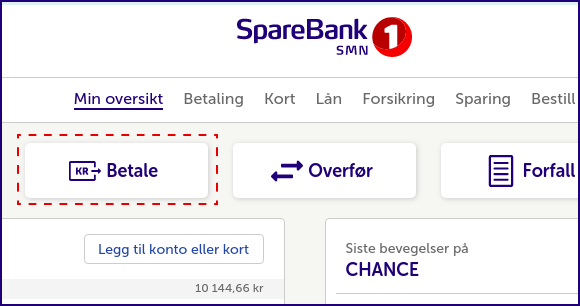 SpareBank 1
SMN
Min oversikt Betaling Kort Lån Forsikring Sparing Bestill
KR Betale Overfør Forfall
Legg til konto eller kort
10 144,66 kr
Siste bevegelser på
CHANCE